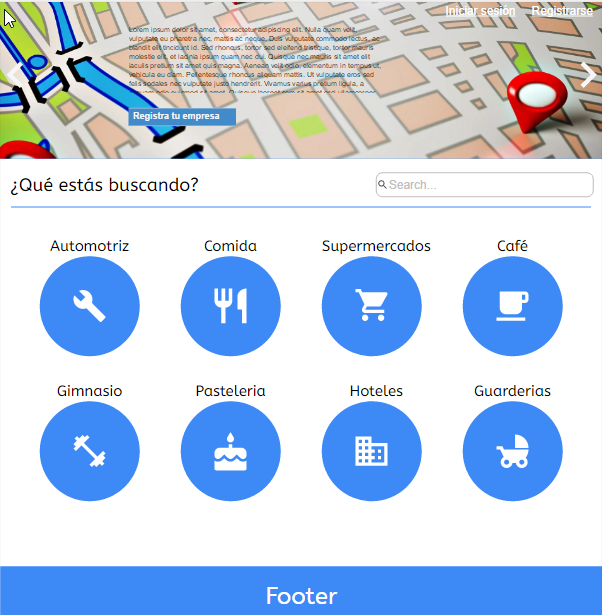 Iniciar sesión Registrarse
Lorem ipsum dolor sit amet, consectetur adipiscing elit. Nulla quam velit,
vulputate eu pharetra nec, mattis ac neque. Duis vulputate commodo lectus, ac
blandit elit tincidunt id. Sed rhoncus, tortor sed eleifend tristique, tortor mauris
molestie elit, et lacinia ipsum quam nec dui. Quisque nec mauris sit amet elit
iaculis pretium sit amet quis magna. Aenean velit odio, elementum in tempus ut,
vehicula eu diam. Pellentesque rhoncus aliquam mattis. Ut vulputate eros sed
felis sodales nec vulputate justo hendrerit. Vivamus varius pretium ligula, a
Registra tu empresa
¿Qué estás buscando?
Search...
Automotriz Comida Supermercados Café
Gimnasio Pasteleria Hoteles Guarderias
Footer